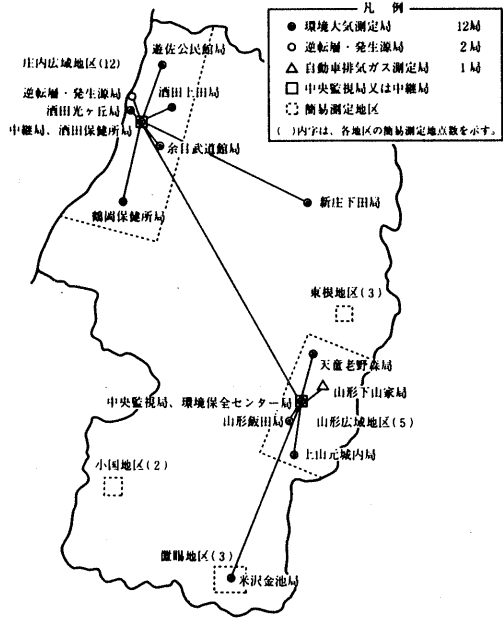 凡例
環境大気測定局 12局
逆転層・発生源局 2局
自動車排気ガス測定局 1局
中央監視局又は中継局
簡易測定地区
( )内字は、各地区の簡易測定地点数を示す。
遊佐公民館局
庄内広域地区(12)
逆転層・発生源局
酒田上田局
酒田光ヶ丘局
中継局、酒田保健所局
余目武道館局
鶴岡保健所局
新庄下田局
東根地区(3)
天童老野森局
山形下山家局
中央監視局、環境保全センター局
山形飯田局
山形広域地区(5)
上山元城内局
小国地区(2)
置賜地区(3)
米沢金池局